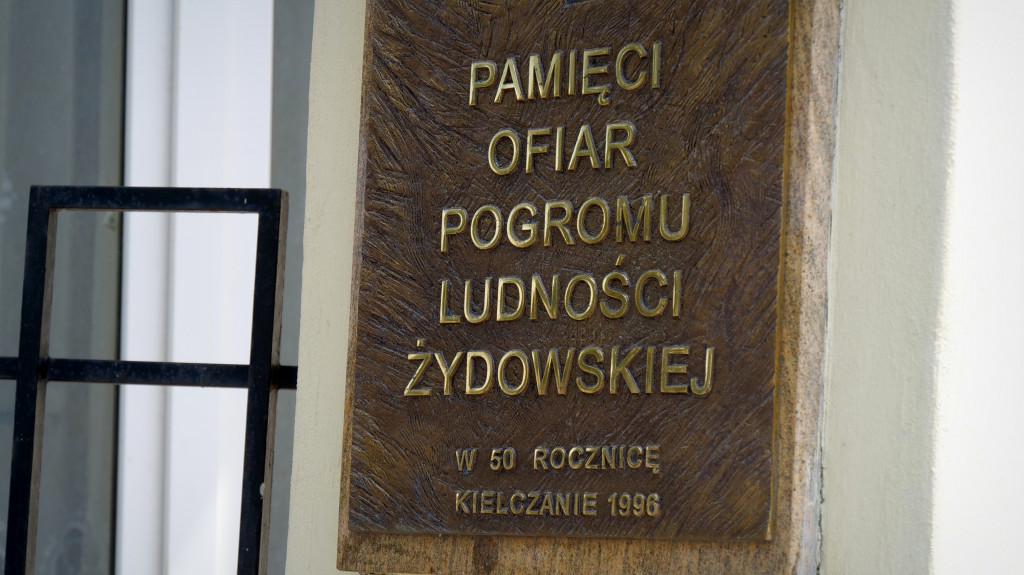 PAMIĘCI
OFIAR
POGROMU
LUDNOŚCI
ŻYDOWSKIEJ
W 50 ROCZNICĘ
KIELCZANIE 1996